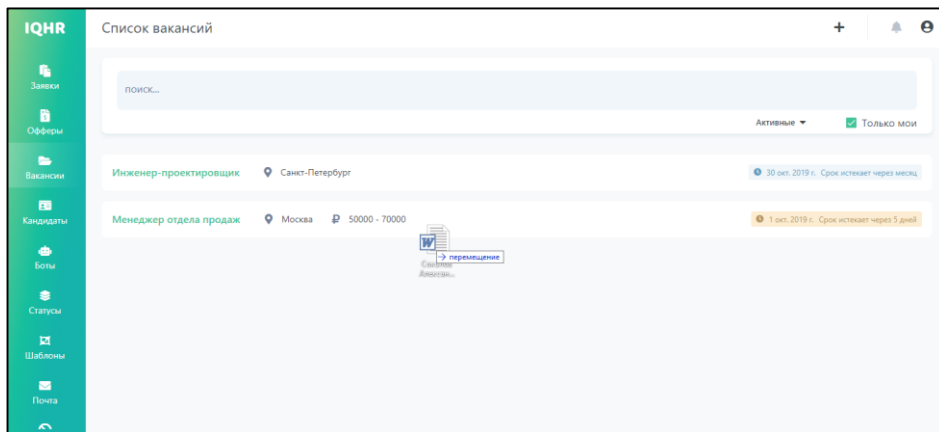 IQHR
Список вакансий
Заявки
Офферы
Вакансии
Кандидаты
Боты
Статусы
Шаблоны
Почта
поиск...
Активные
Только мои
Инженер-проектировщик Санкт-Петербург 30 окт. 2019 г. Срок истекает через месяц
Менеджер отдела продаж Москва ₽ 50000 - 70000 1 окт. 2019 г. Срок истекает через 5 дней
W
→ перемещение
Алексан...